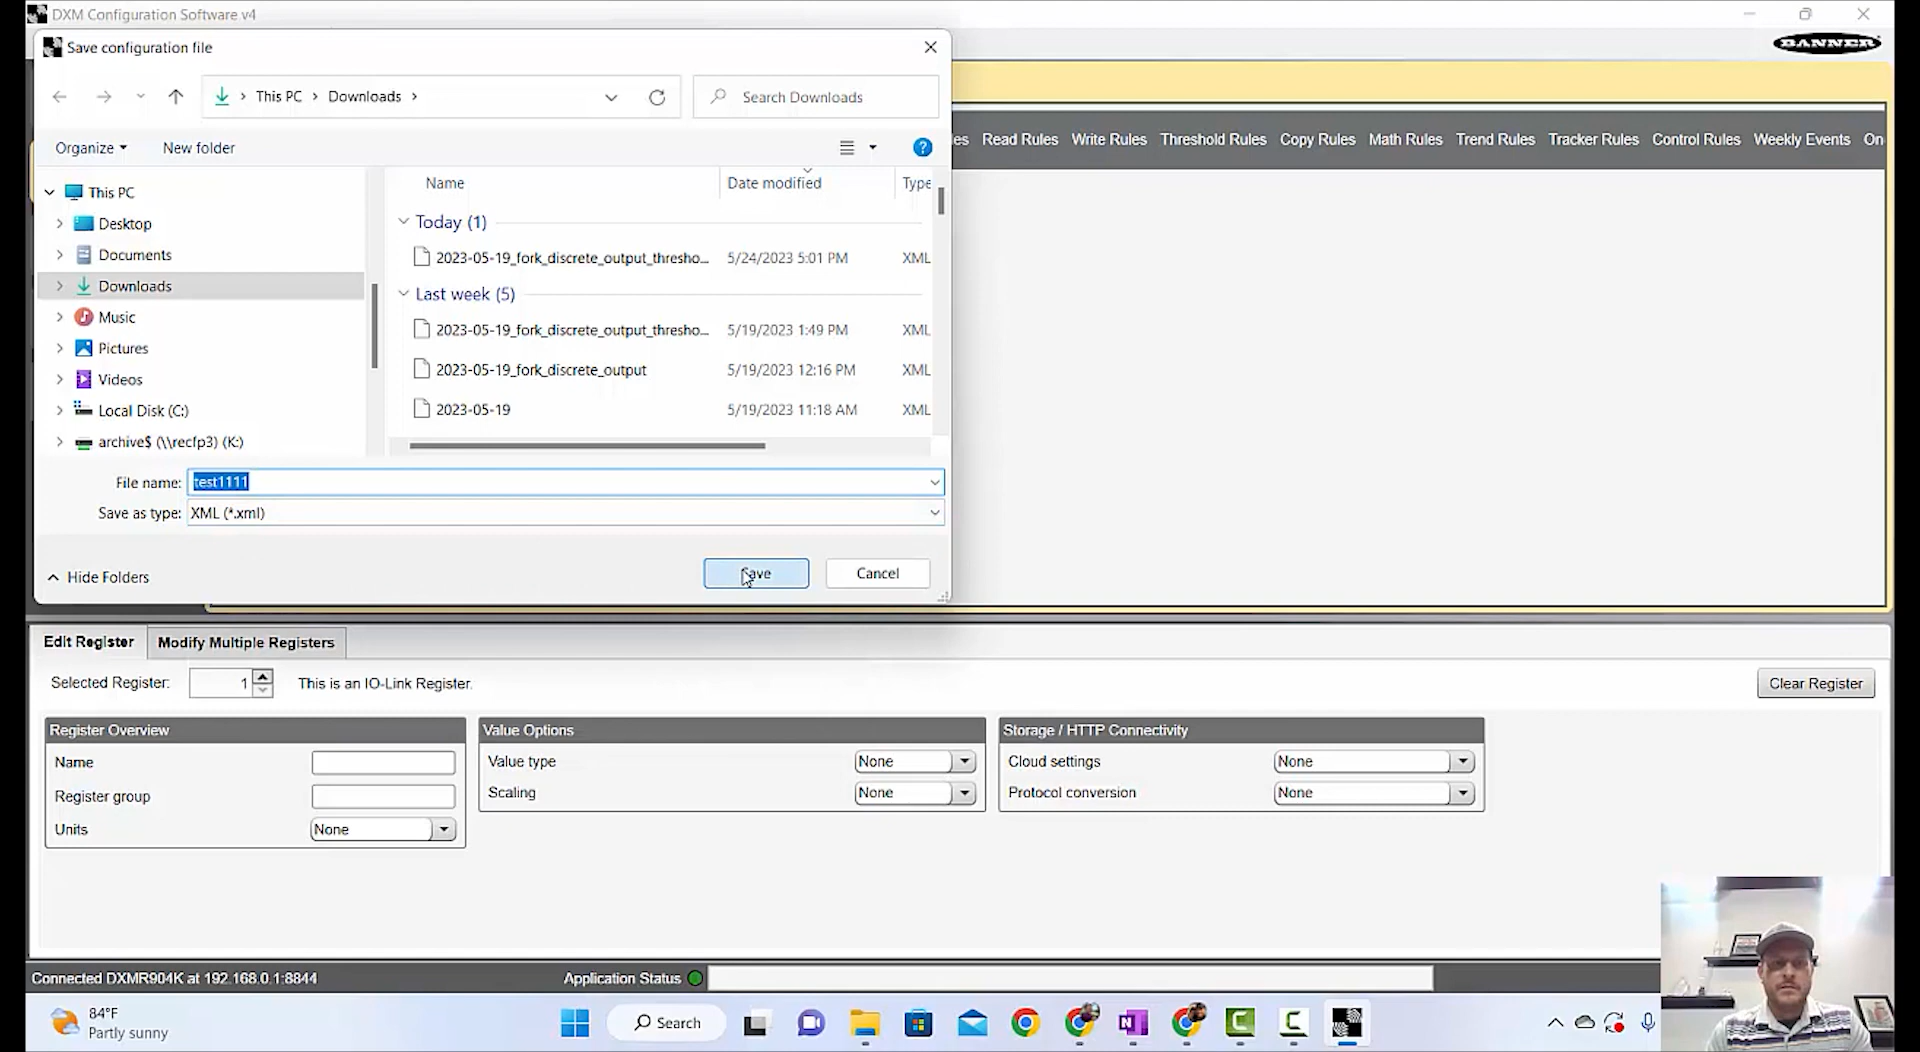 DXM Configuration Software v4
Save configuration file
BANNER
This PC > Downloads >
Search Downloads
Organize
New folder
Read Rules Write Rules Threshold Rules Copy Rules Math Rules Trend Rules Tracker Rules Control Rules Weekly Events On
This PC
Desktop
Documents
Downloads
Music
Pictures
Videos
Local Disk (C:)
archive$ (\\recfp3) (K:)
Name Date modified Type
Today (1)
2023-05-19_fork_discrete_output_thresho... 5/24/2023 5:01 PM XML
Last week (5)
2023-05-19_fork_discrete_output_thresho... 5/19/2023 1:49 PM XML
2023-05-19_fork_discrete_output 5/19/2023 12:16 PM XML
2023-05-19 5/19/2023 11:18 AM XML
File name: test1111
Save as type: XML (*.xml)
Hide Folders
Save
Cancel
Edit Register
Modify Multiple Registers
Selected Register: 1 This is an IO-Link Register.
Clear Register
Register Overview
Name
Register group
Units None
Value Options
Value type None
Scaling None
Storage / HTTP Connectivity
Cloud settings None
Protocol conversion None
Connected DXMR904K at 192.168.0.1:8844
Application Status
84°F
Partly sunny
Search